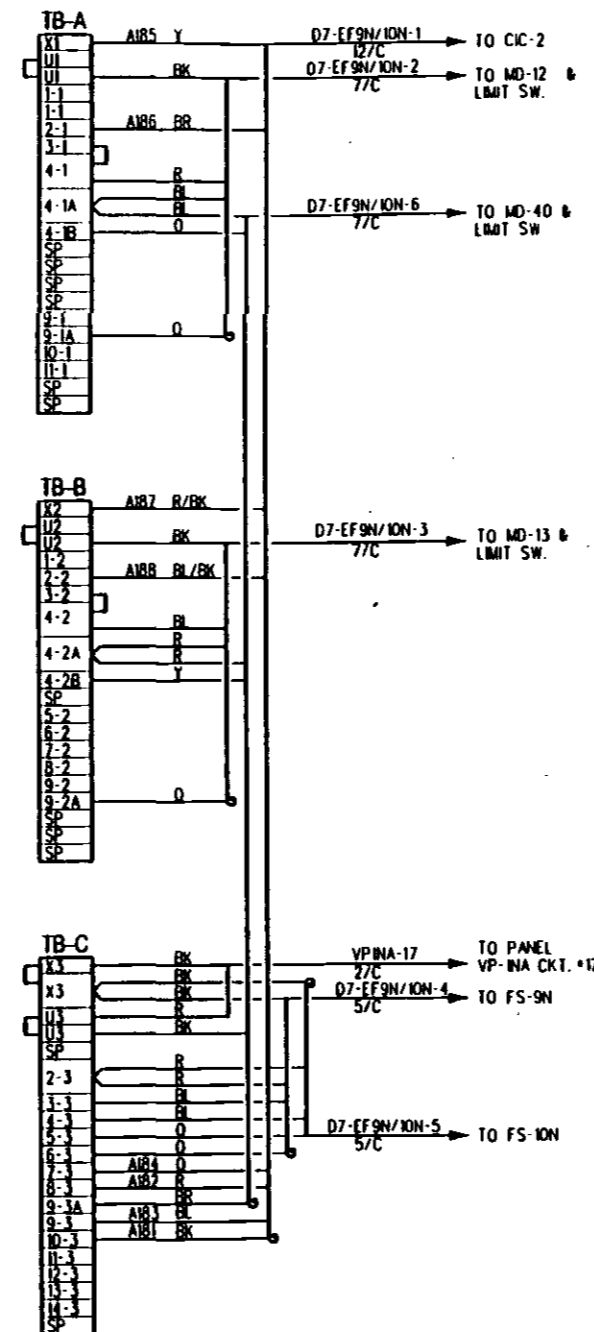 TB-A
X1 A185 Y D7-EF9N/10N-1 TO CIC-2
12/C
U1
U1 BK D7-EF9N/10N-2 TO MD-12 &
7/C LIMIT SW.
1-1
1-1
2-1 A186 BR
3-1
4-1 R
BL
4-1A BL D7-EF9N/10N-6 TO MD-40 &
7/C LIMIT SW
4-1B O
SP
SP
SP
SP
9-1
9-1A O
10-1
11-1
SP
SP
TB-B
X2 A187 R/BK
U2
U2 BK D7-EF9N/10N-3 TO MD-13 &
7/C LIMIT SW.
1-2
2-2 A188 BL/BK
3-2
4-2 BL
R
4-2A R
4-2B Y
SP
5-2
6-2
7-2
8-2
9-2
9-2A O
SP
SP
SP
TB-C
X3 BK VPINA-17 TO PANEL
2/C VP-INA CKT. #17
BK
X3 BK D7-EF9N/10N-4 TO FS-9N
5/C
U3 R
U3 BK
SP
R
2-3 R
3-3 BL
4-3 BL
5-3 O D7-EF9N/10N-5 TO FS-10N
5/C
6-3 O
7-3 A184 O
8-3 A182 R
9-3A BR
9-3 A183 BL
10-3 A181 BK
11-3
12-3
13-3
14-3
SP